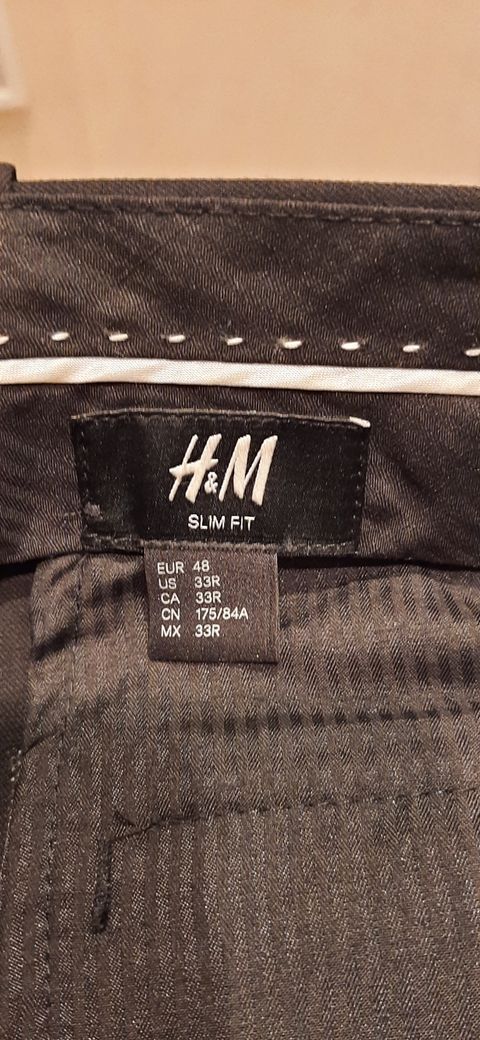 H&M
SLIM FIT
EUR 48
US 33R
CA 33R
CN 175/84A
MX 33R